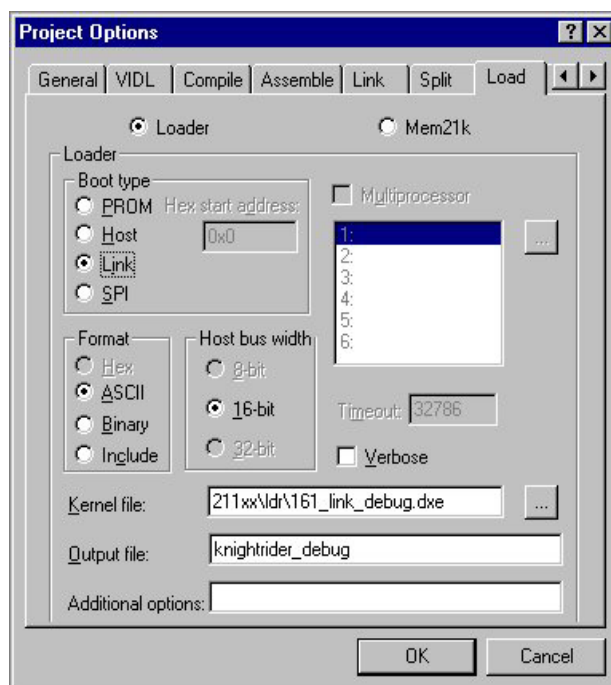 Project Options
General VIDL Compile Assemble Link Split Load
Loader Mem21k
Loader
Boot type
PROM Hex start address:
Host 0x0
Link
SPI
Multiprocessor
1:
2:
3:
4:
5:
6:
...
Format
Hex
ASCII
Binary
Include
Host bus width
8-bit
16-bit
32-bit
Timeout: 32786
Verbose
Kernel file: 211xx\ldr\161_link_debug.dxe ...
Output file: knightrider_debug
Additional options:
OK Cancel